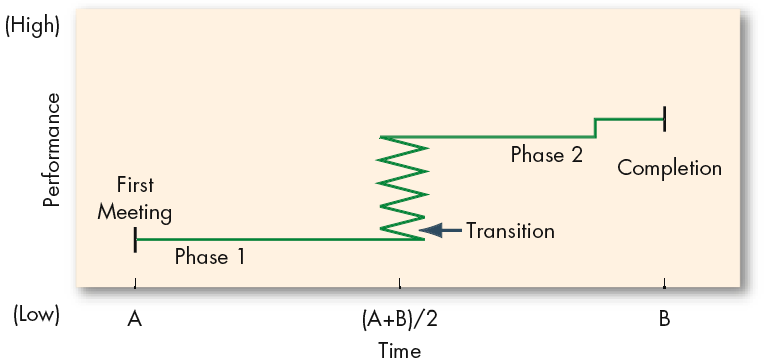 (High)
Performance
First
Meeting
Phase 1
Transition
Phase 2
Completion
(Low)
A
(A+B)/2
B
Time